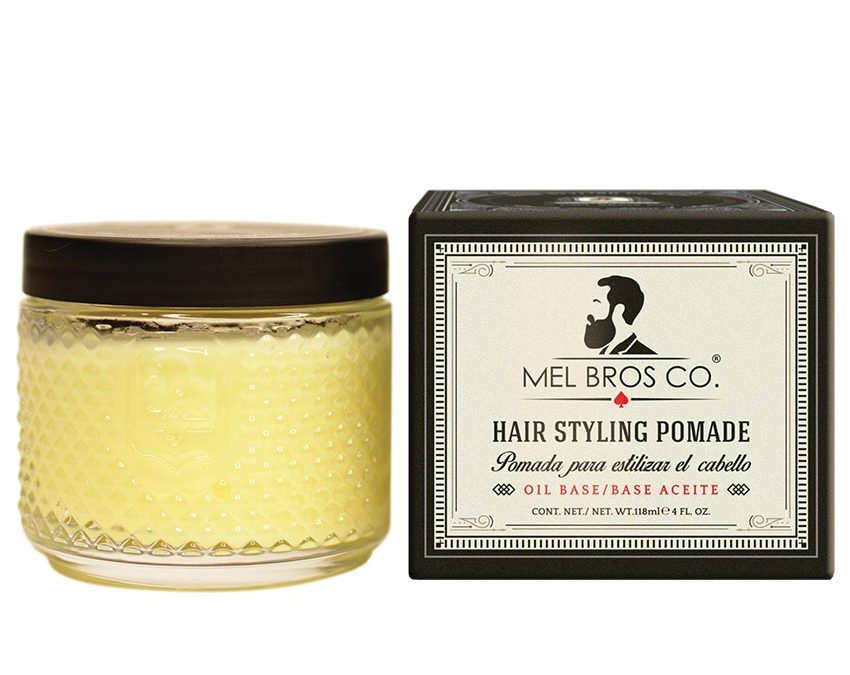 MEL BROS CO.®
HAIR STYLING POMADE
Pomada para estilizar el cabello
OIL BASE/BASE ACEITE
CONT. NET./ NET. WT.118ml℮ 4 FL. OZ.